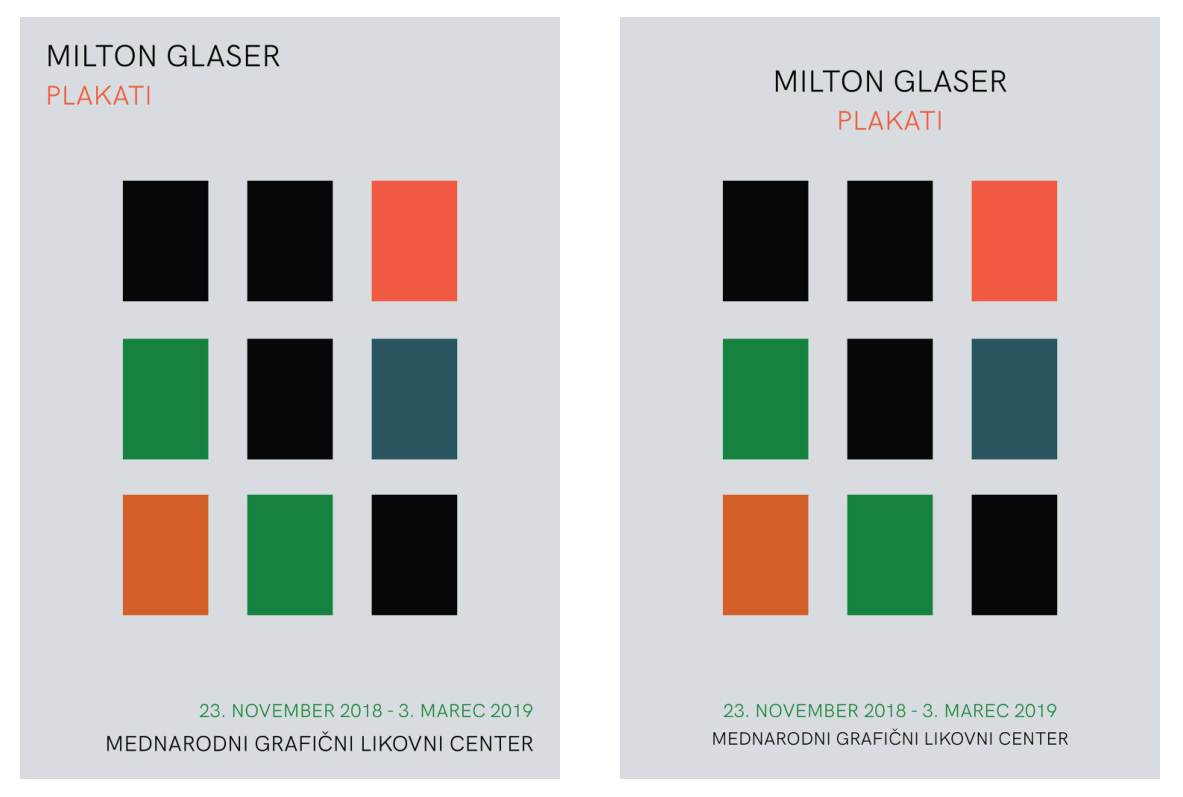 MILTON GLASER
PLAKATI
23. NOVEMBER 2018 - 3. MAREC 2019
MEDNARODNI GRAFIČNI LIKOVNI CENTER
MILTON GLASER
PLAKATI
23. NOVEMBER 2018 - 3. MAREC 2019
MEDNARODNI GRAFIČNI LIKOVNI CENTER